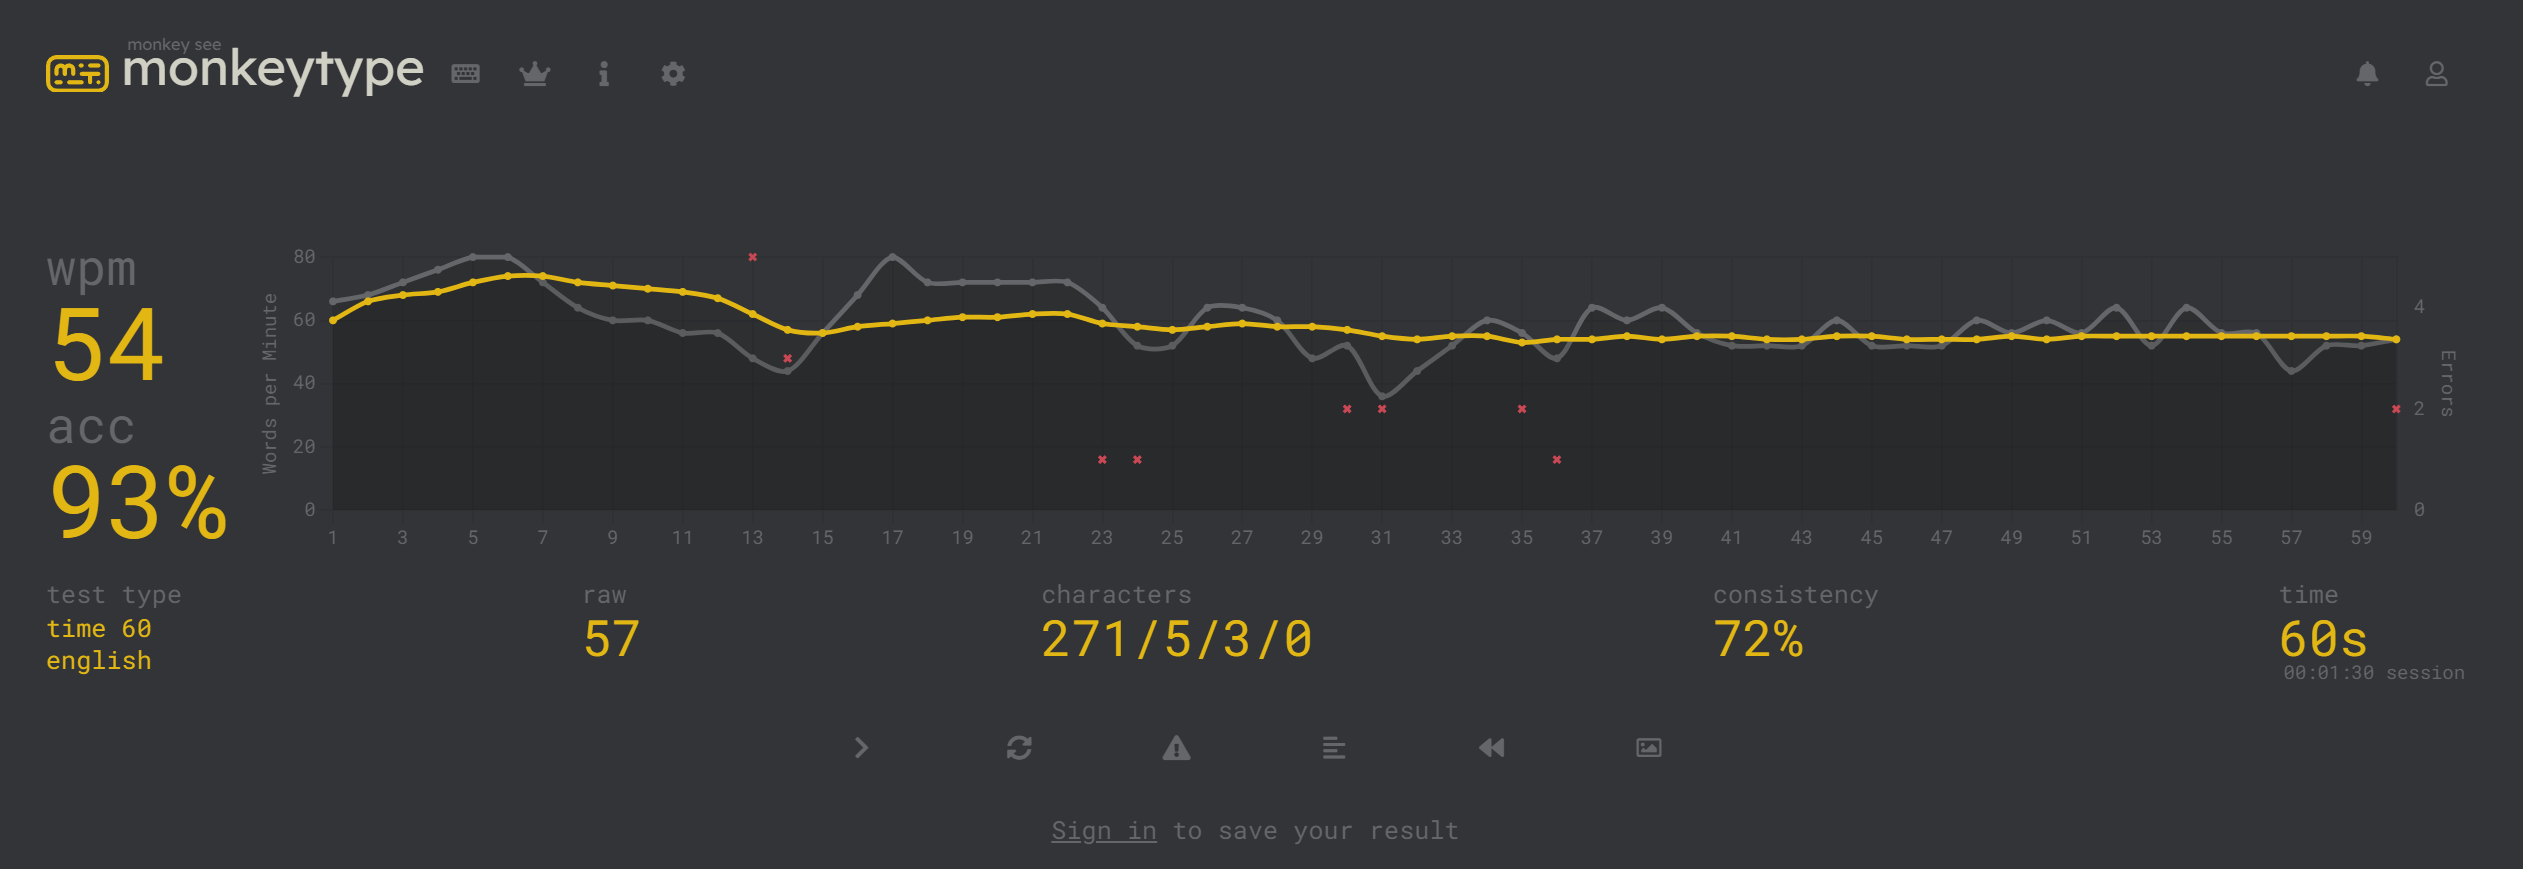 monkey see
monkeytype
wpm
54
acc
93%
Words per Minute
80
60
40
20
0
1 3 5 7 9 11 13 15 17 19 21 23 25 27 29 31 33 35 37 39 41 43 45 47 49 51 53 55 57 59
4
2
0
Errors
test type
time 60
english
raw
57
characters
271/5/3/0
consistency
72%
time
60s
00:01:30 session
Sign in to save your result